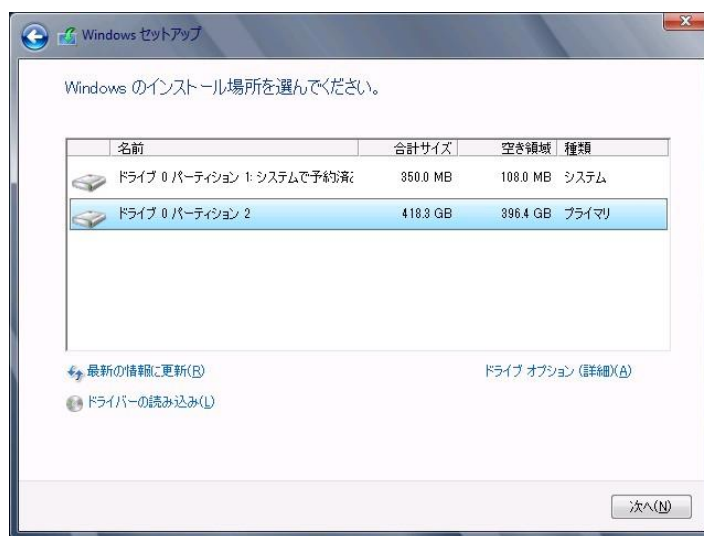 Windows セットアップ
Windows のインストール場所を選んでください。
名前 合計サイズ 空き領域 種類
ドライブ 0 パーティション 1: システムで予約済 350.0 MB 108.0 MB システム
ドライブ 0 パーティション 2 418.3 GB 396.4 GB プライマリ
最新の情報に更新(R) ドライブ オプション (詳細)(A)
ドライバーの読み込み(L)
次へ(N)